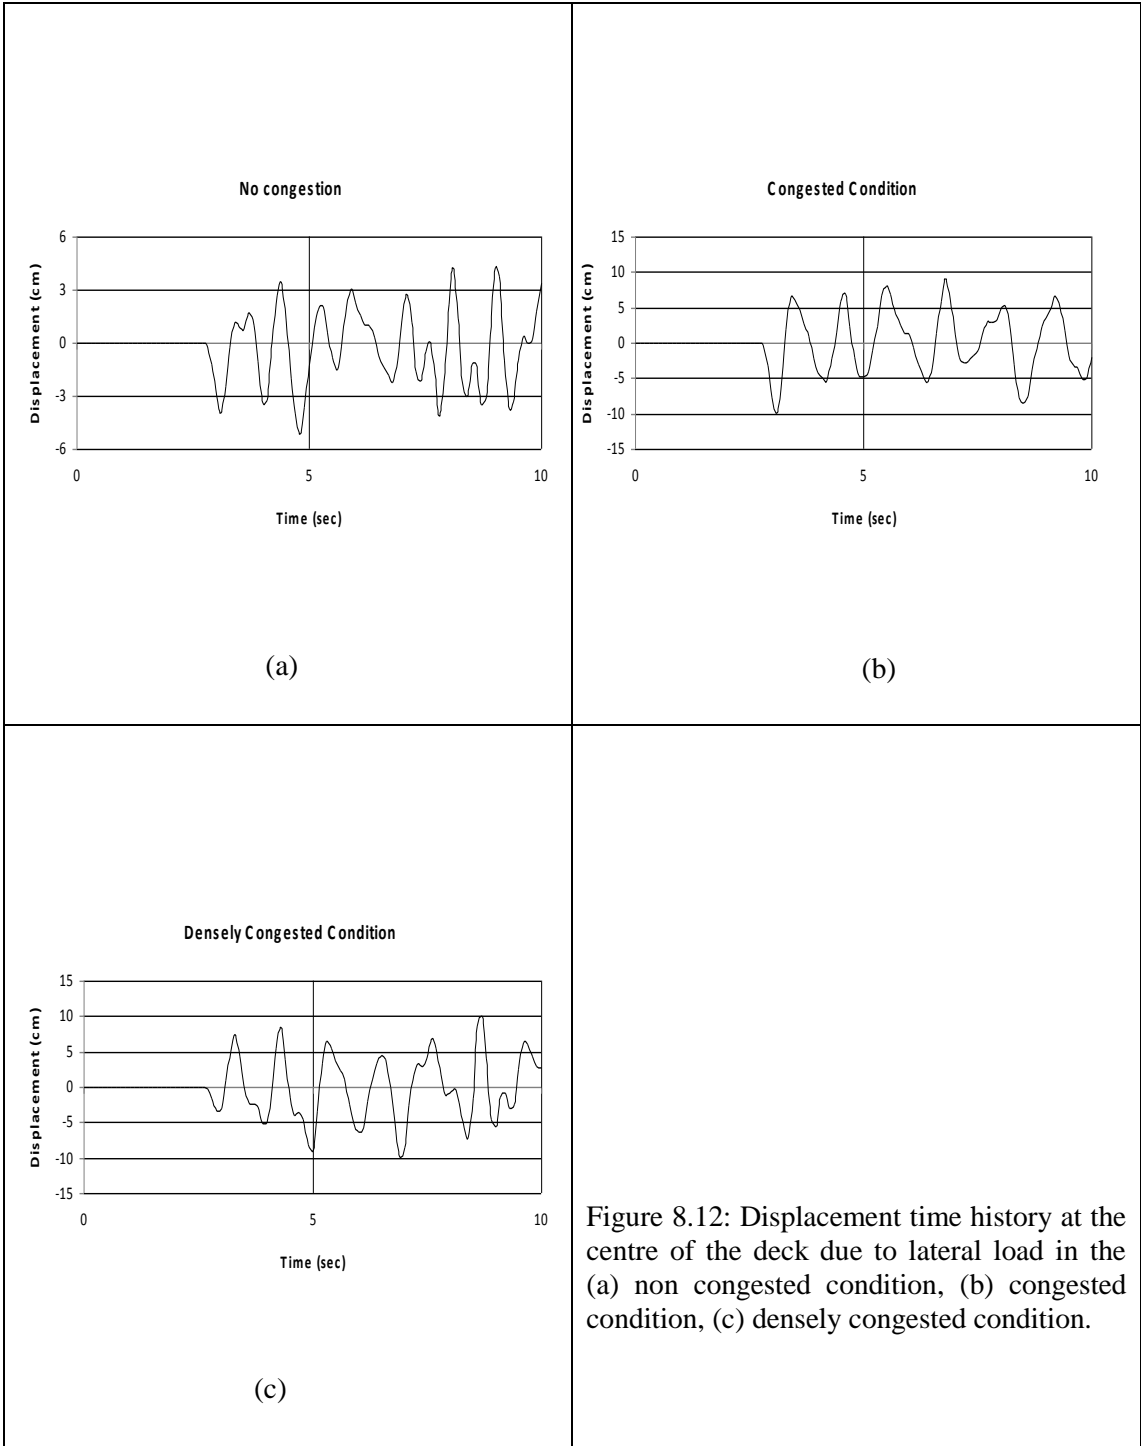 No congestion
Displacement (cm)
6
3
0
-3
-6
0 5 10
Time (sec)
(a)
Congested Condition
Displacement (cm)
15
10
5
0
-5
-10
-15
0 5 10
Time (sec)
(b)
Densely Congested Condition
Displacement (cm)
15
10
5
0
-5
-10
-15
0 5 10
Time (sec)
(c)
Figure 8.12: Displacement time history at the
centre of the deck due to lateral load in the
(a) non congested condition, (b) congested
condition, (c) densely congested condition.